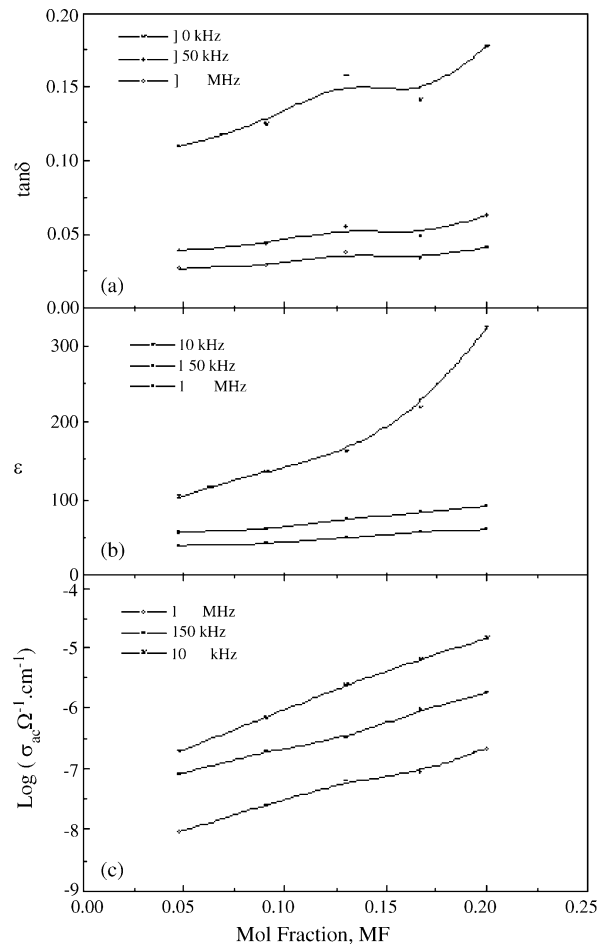 0.20
] 0 kHz
] 50 kHz
] MHz
0.15
0.10
tanδ
0.05
(a)
0.00
300
10 kHz
1 50 kHz
1 MHz
200
ε
100
(b)
0
-4
1 MHz
150 kHz
10 kHz
-5
-6
Log ( σac Ω-1.cm-1)
-7
-8
(c)
-9
0.00 0.05 0.10 0.15 0.20 0.25
Mol Fraction, MF